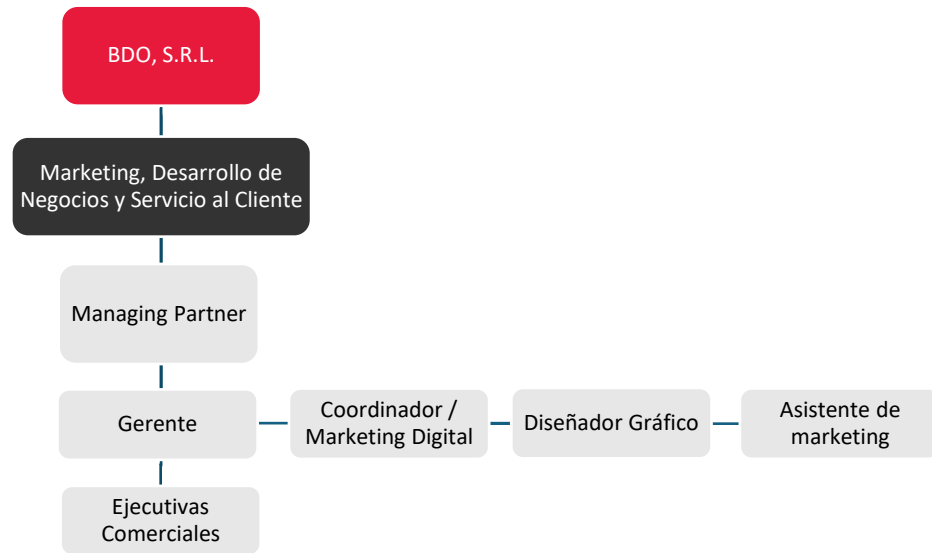 BDO, S.R.L.
Marketing, Desarrollo de
Negocios y Servicio al Cliente
Managing Partner
Gerente
Coordinador /
Marketing Digital
Diseñador Gráfico
Asistente de
marketing
Ejecutivas
Comerciales